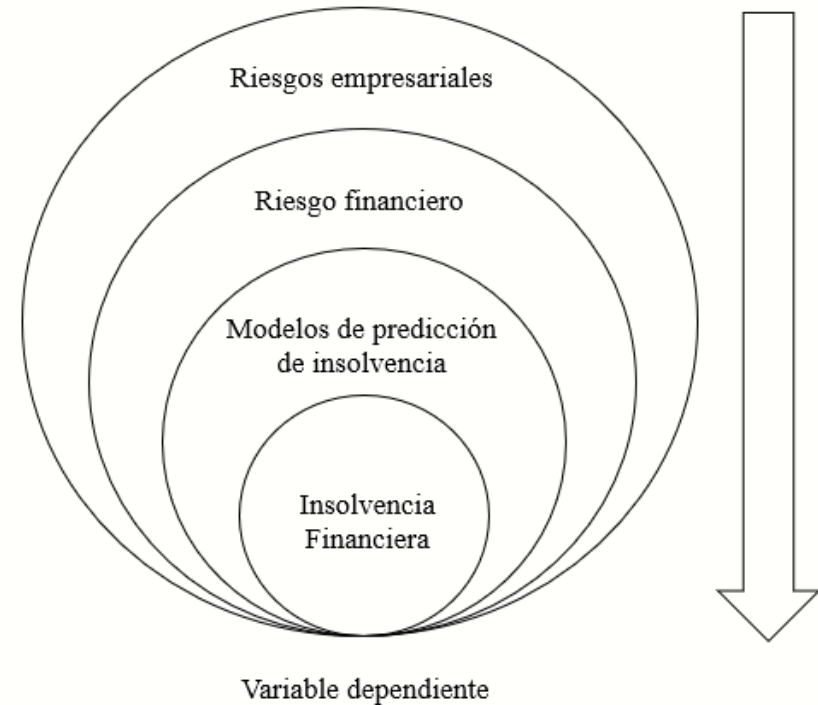 Riesgos empresariales
Riesgo financiero
Modelos de predicción
de insolvencia
Insolvencia
Financiera
Variable dependiente